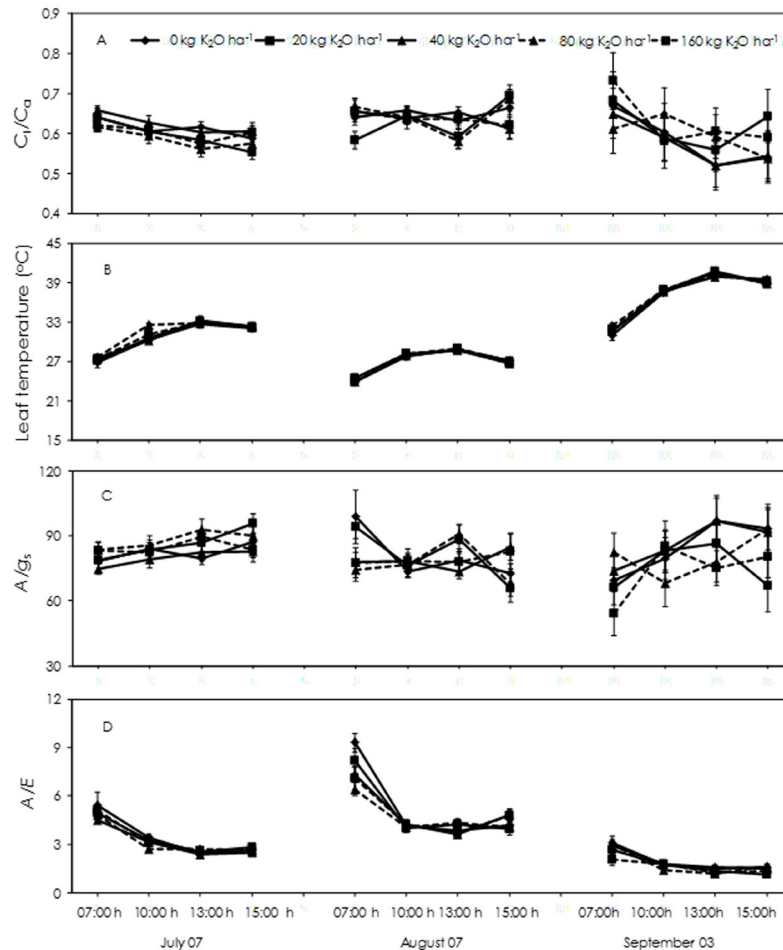 0,9
A 0 kg K₂O ha⁻¹ 20 kg K₂O ha⁻¹ 40 kg K₂O ha⁻¹ 80 kg K₂O ha⁻¹ 160 kg K₂O ha⁻¹
0,8
0,7
0,6
0,5
0,4
Cᵢ/Cₐ
45
B
39
33
27
21
15
Leaf temperature (ºC)
120
C
90
60
30
A/gₛ
12
D
9
6
3
0
A/E
07:00 h 10:00 h 13:00 h 15:00 h 07:00 h 10:00 h 13:00 h 15:00 h 07:00h 10:00h 13:00 h 15:00 h
July 07 August 07 September 03